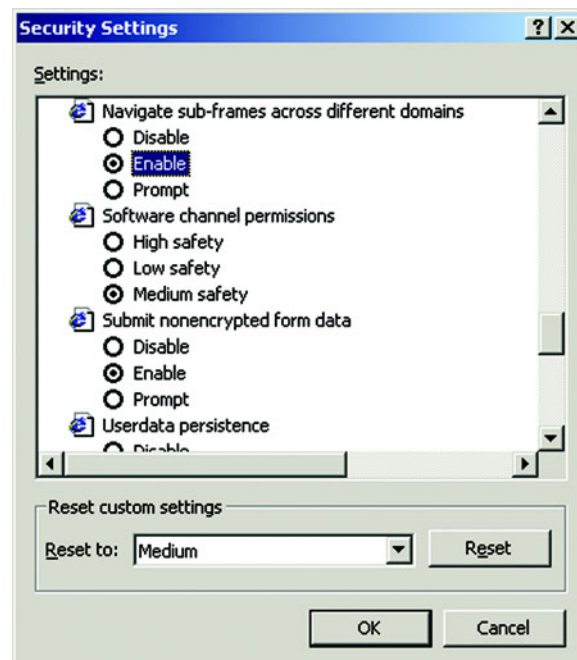 Security Settings
Settings:
Navigate sub-frames across different domains
Disable
Enable
Prompt
Software channel permissions
High safety
Low safety
Medium safety
Submit nonencrypted form data
Disable
Enable
Prompt
Userdata persistence
Disable
Reset custom settings
Reset to: Medium Reset
OK Cancel